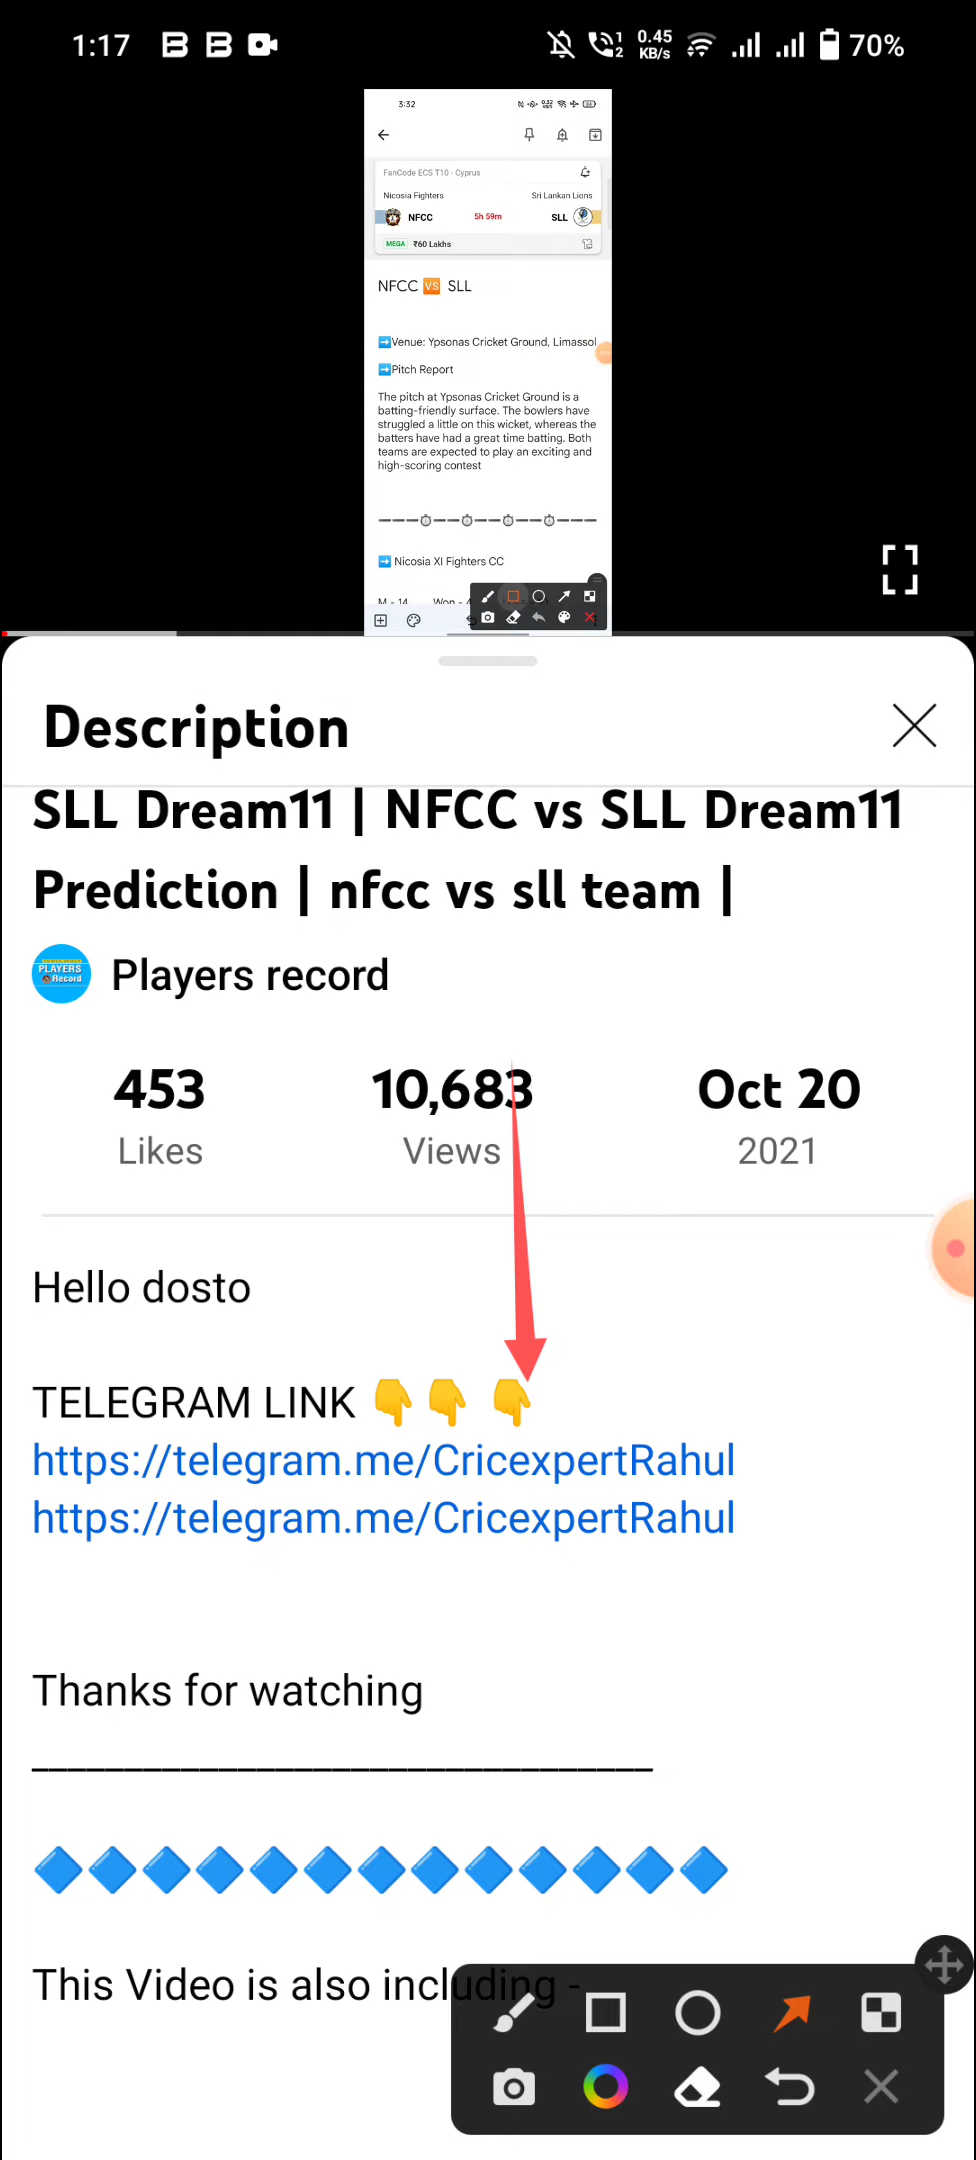 1:17
0.45
KB/s
1
2
70%
3:32
FanCode ECS T10 - Cyprus
Nicosia Fighters Sri Lankan Lions
NFCC 5h 59m SLL
MEGA ₹60 Lakhs
NFCC 🆚 SLL
➡️Venue: Ypsonas Cricket Ground, Limassol
➡️Pitch Report
The pitch at Ypsonas Cricket Ground is a
batting-friendly surface. The bowlers have
struggled a little on this wicket, whereas the
batters have had a great time batting. Both
teams are expected to play an exciting and
high-scoring contest
———⏱——⏱——⏱——⏱———
➡️ Nicosia XI Fighters CC
M - 14 Won - 4
Description
SLL Dream11 | NFCC vs SLL Dream11
Prediction | nfcc vs sll team |
PLAYERS
Record
Players record
453 10,683 Oct 20
Likes Views 2021
Hello dosto
TELEGRAM LINK 👇👇 👇
https://telegram.me/CricexpertRahul
https://telegram.me/CricexpertRahul
Thanks for watching
_______________________________
🔷🔷🔷🔷🔷🔷🔷🔷🔷🔷🔷🔷🔷
This Video is also including -